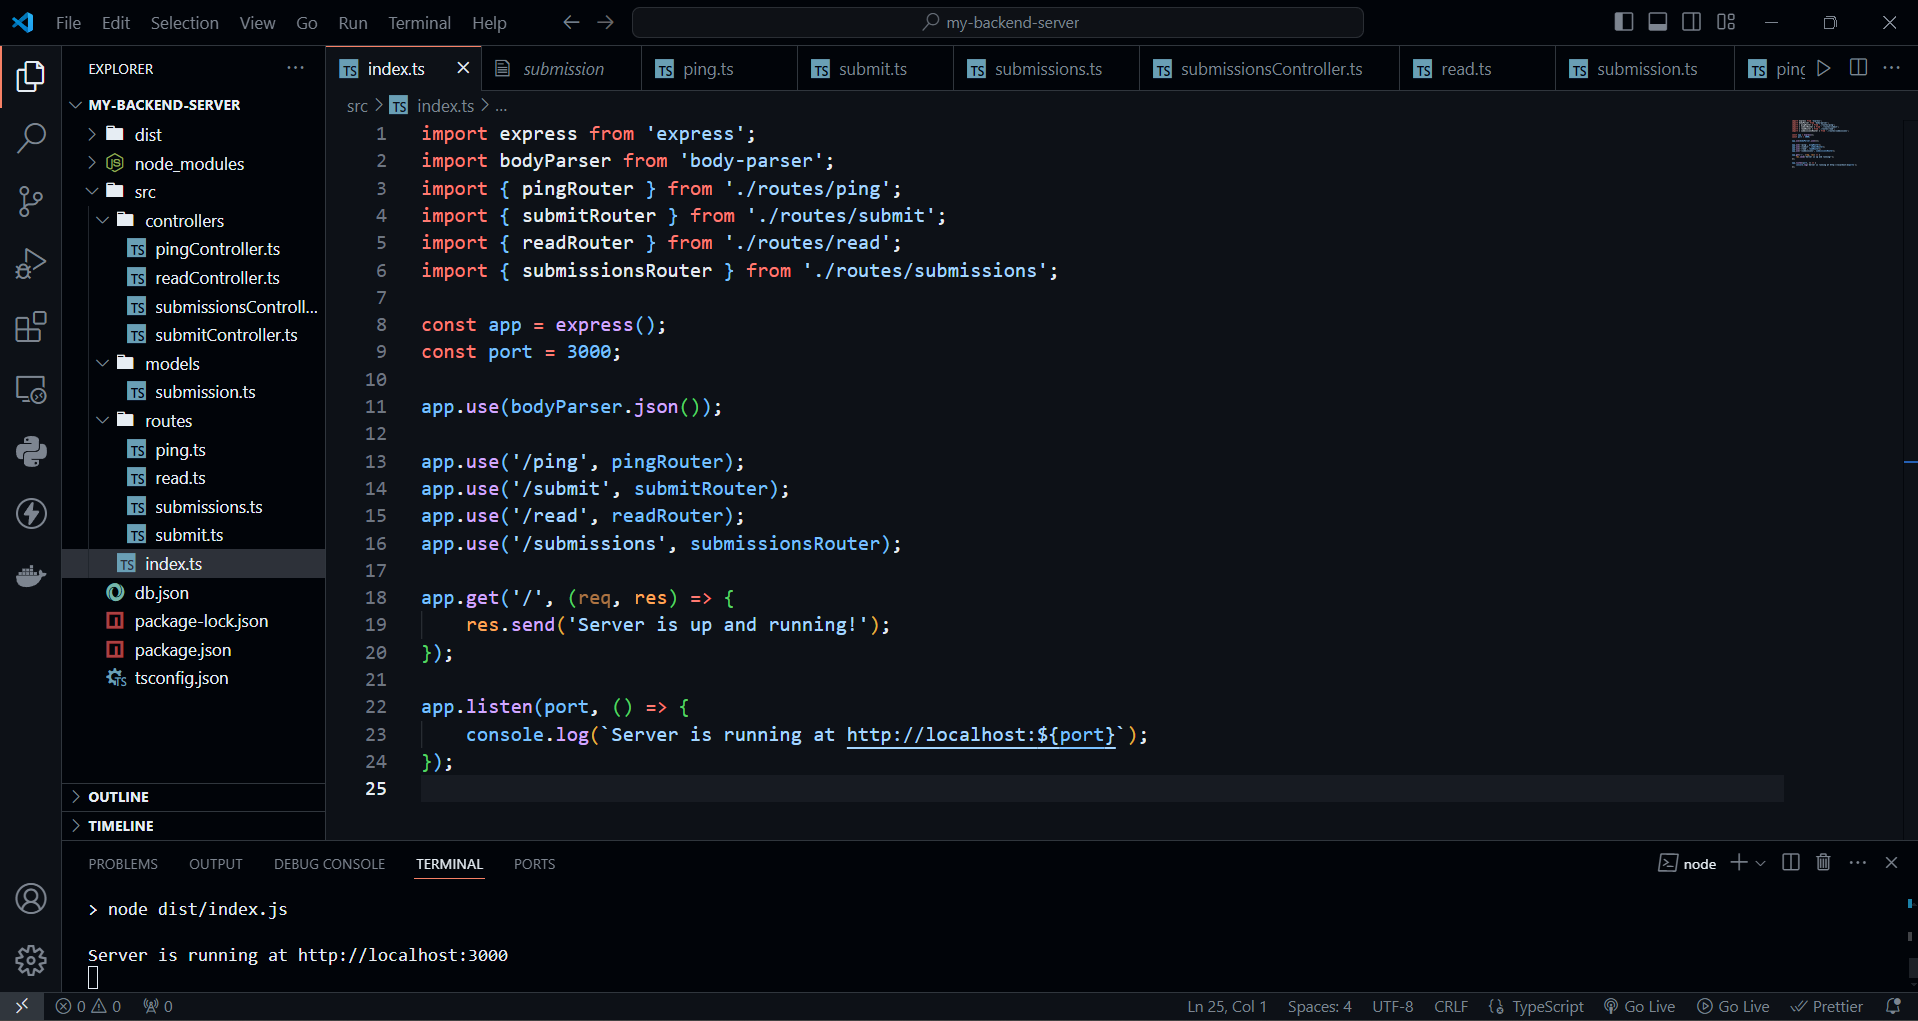 File Edit Selection View Go Run Terminal Help
my-backend-server
EXPLORER
MY-BACKEND-SERVER
dist
node_modules
src
controllers
pingController.ts
readController.ts
submissionsControll...
submitController.ts
models
submission.ts
routes
ping.ts
read.ts
submissions.ts
submit.ts
index.ts
db.json
package-lock.json
package.json
tsconfig.json
OUTLINE
TIMELINE
index.ts submission ping.ts submit.ts submissions.ts submissionsController.ts read.ts submission.ts
src > index.ts > ...
1 import express from 'express';
2 import bodyParser from 'body-parser';
3 import { pingRouter } from './routes/ping';
4 import { submitRouter } from './routes/submit';
5 import { readRouter } from './routes/read';
6 import { submissionsRouter } from './routes/submissions';
7
8 const app = express();
9 const port = 3000;
10
11 app.use(bodyParser.json());
12
13 app.use('/ping', pingRouter);
14 app.use('/submit', submitRouter);
15 app.use('/read', readRouter);
16 app.use('/submissions', submissionsRouter);
17
18 app.get('/', (req, res) => {
19 res.send('Server is up and running!');
20 });
21
22 app.listen(port, () => {
23 console.log(`Server is running at http://localhost:${port}`);
24 });
25
PROBLEMS OUTPUT DEBUG CONSOLE TERMINAL PORTS
node
> node dist/index.js
Server is running at http://localhost:3000
0 0 0
Ln 25, Col 1 Spaces: 4 UTF-8 CRLF TypeScript Go Live Go Live Prettier